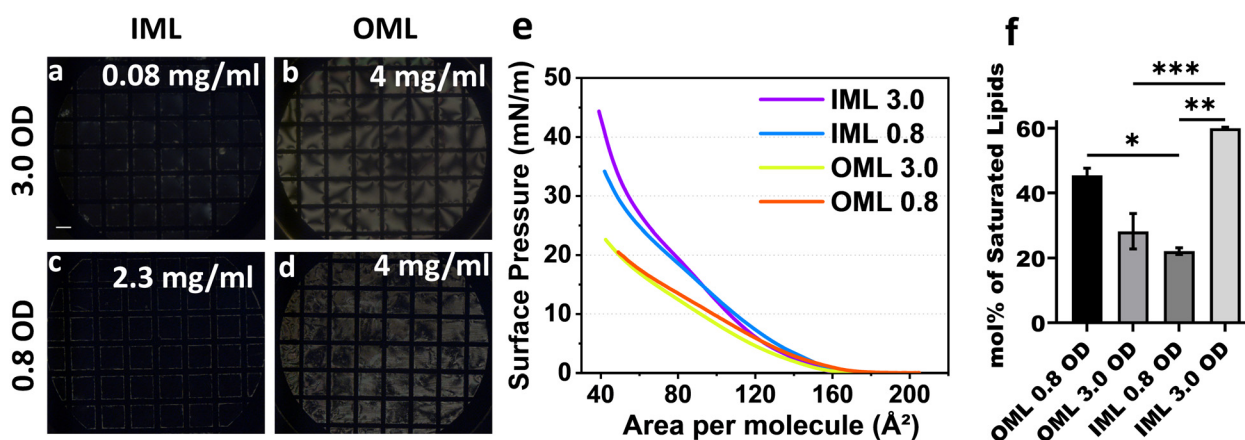 IML
OML
3.0 OD
0.8 OD
a
0.08 mg/ml
b
4 mg/ml
c
2.3 mg/ml
d
4 mg/ml
e
Surface Pressure (mN/m)
50
40
30
20
10
0
40
80
120
160
200
Area per molecule (Å²)
IML 3.0
IML 0.8
OML 3.0
OML 0.8
f
mol% of Saturated Lipids
60
40
20
0
***
**
*
OML 0.8 OD
OML 3.0 OD
IML 0.8 OD
IML 3.0 OD